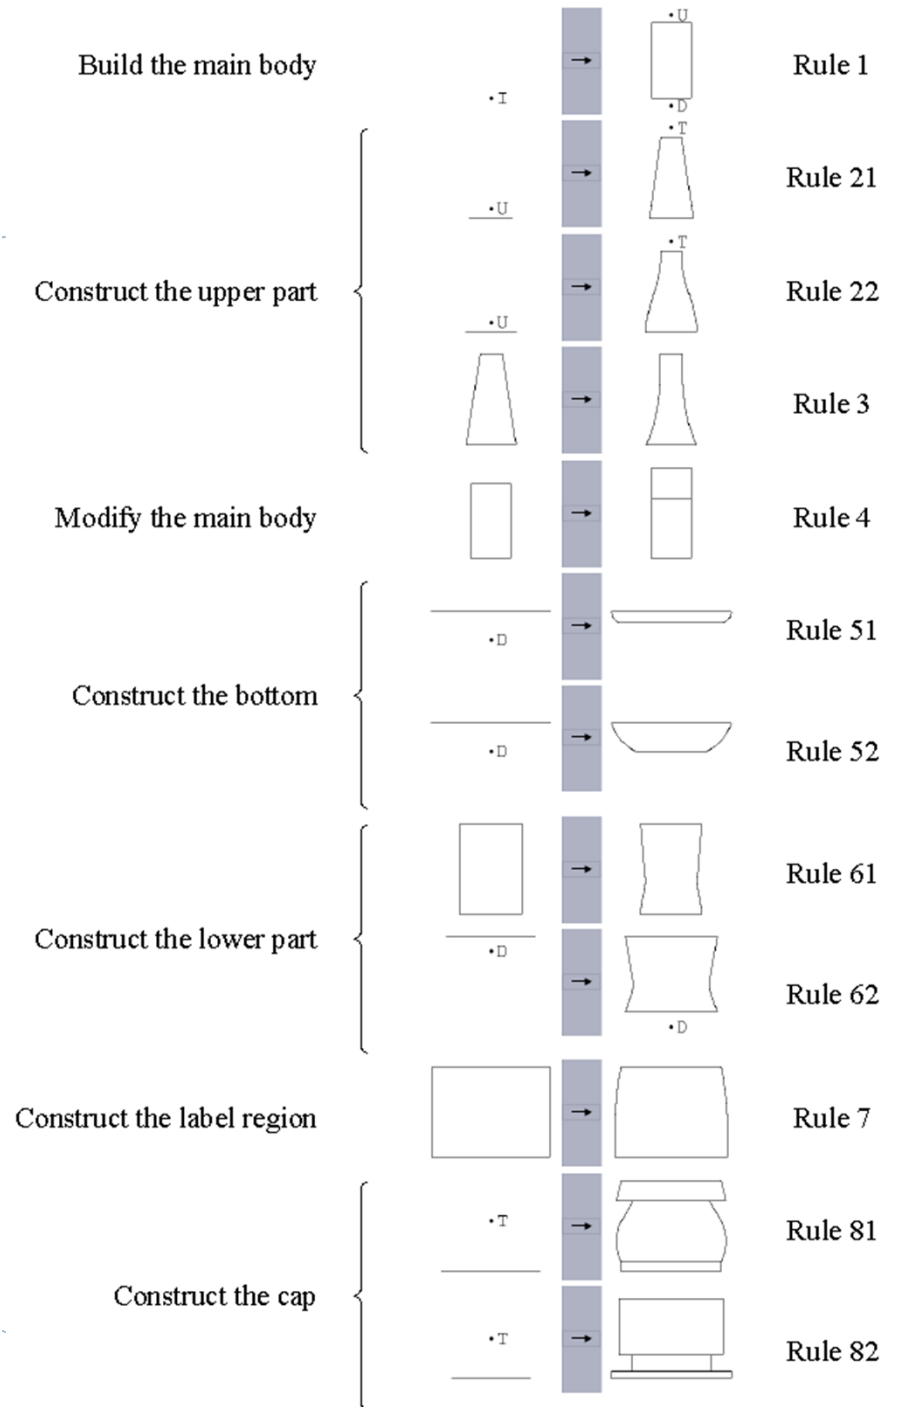 U
Build the main body → Rule 1
I
D
T
→ Rule 21
U
T
Construct the upper part → Rule 22
U
→ Rule 3
Modify the main body → Rule 4
→ Rule 51
D
Construct the bottom
→ Rule 52
D
→ Rule 61
Construct the lower part
D
→ Rule 62
D
Construct the label region → Rule 7
T → Rule 81
Construct the cap
T → Rule 82